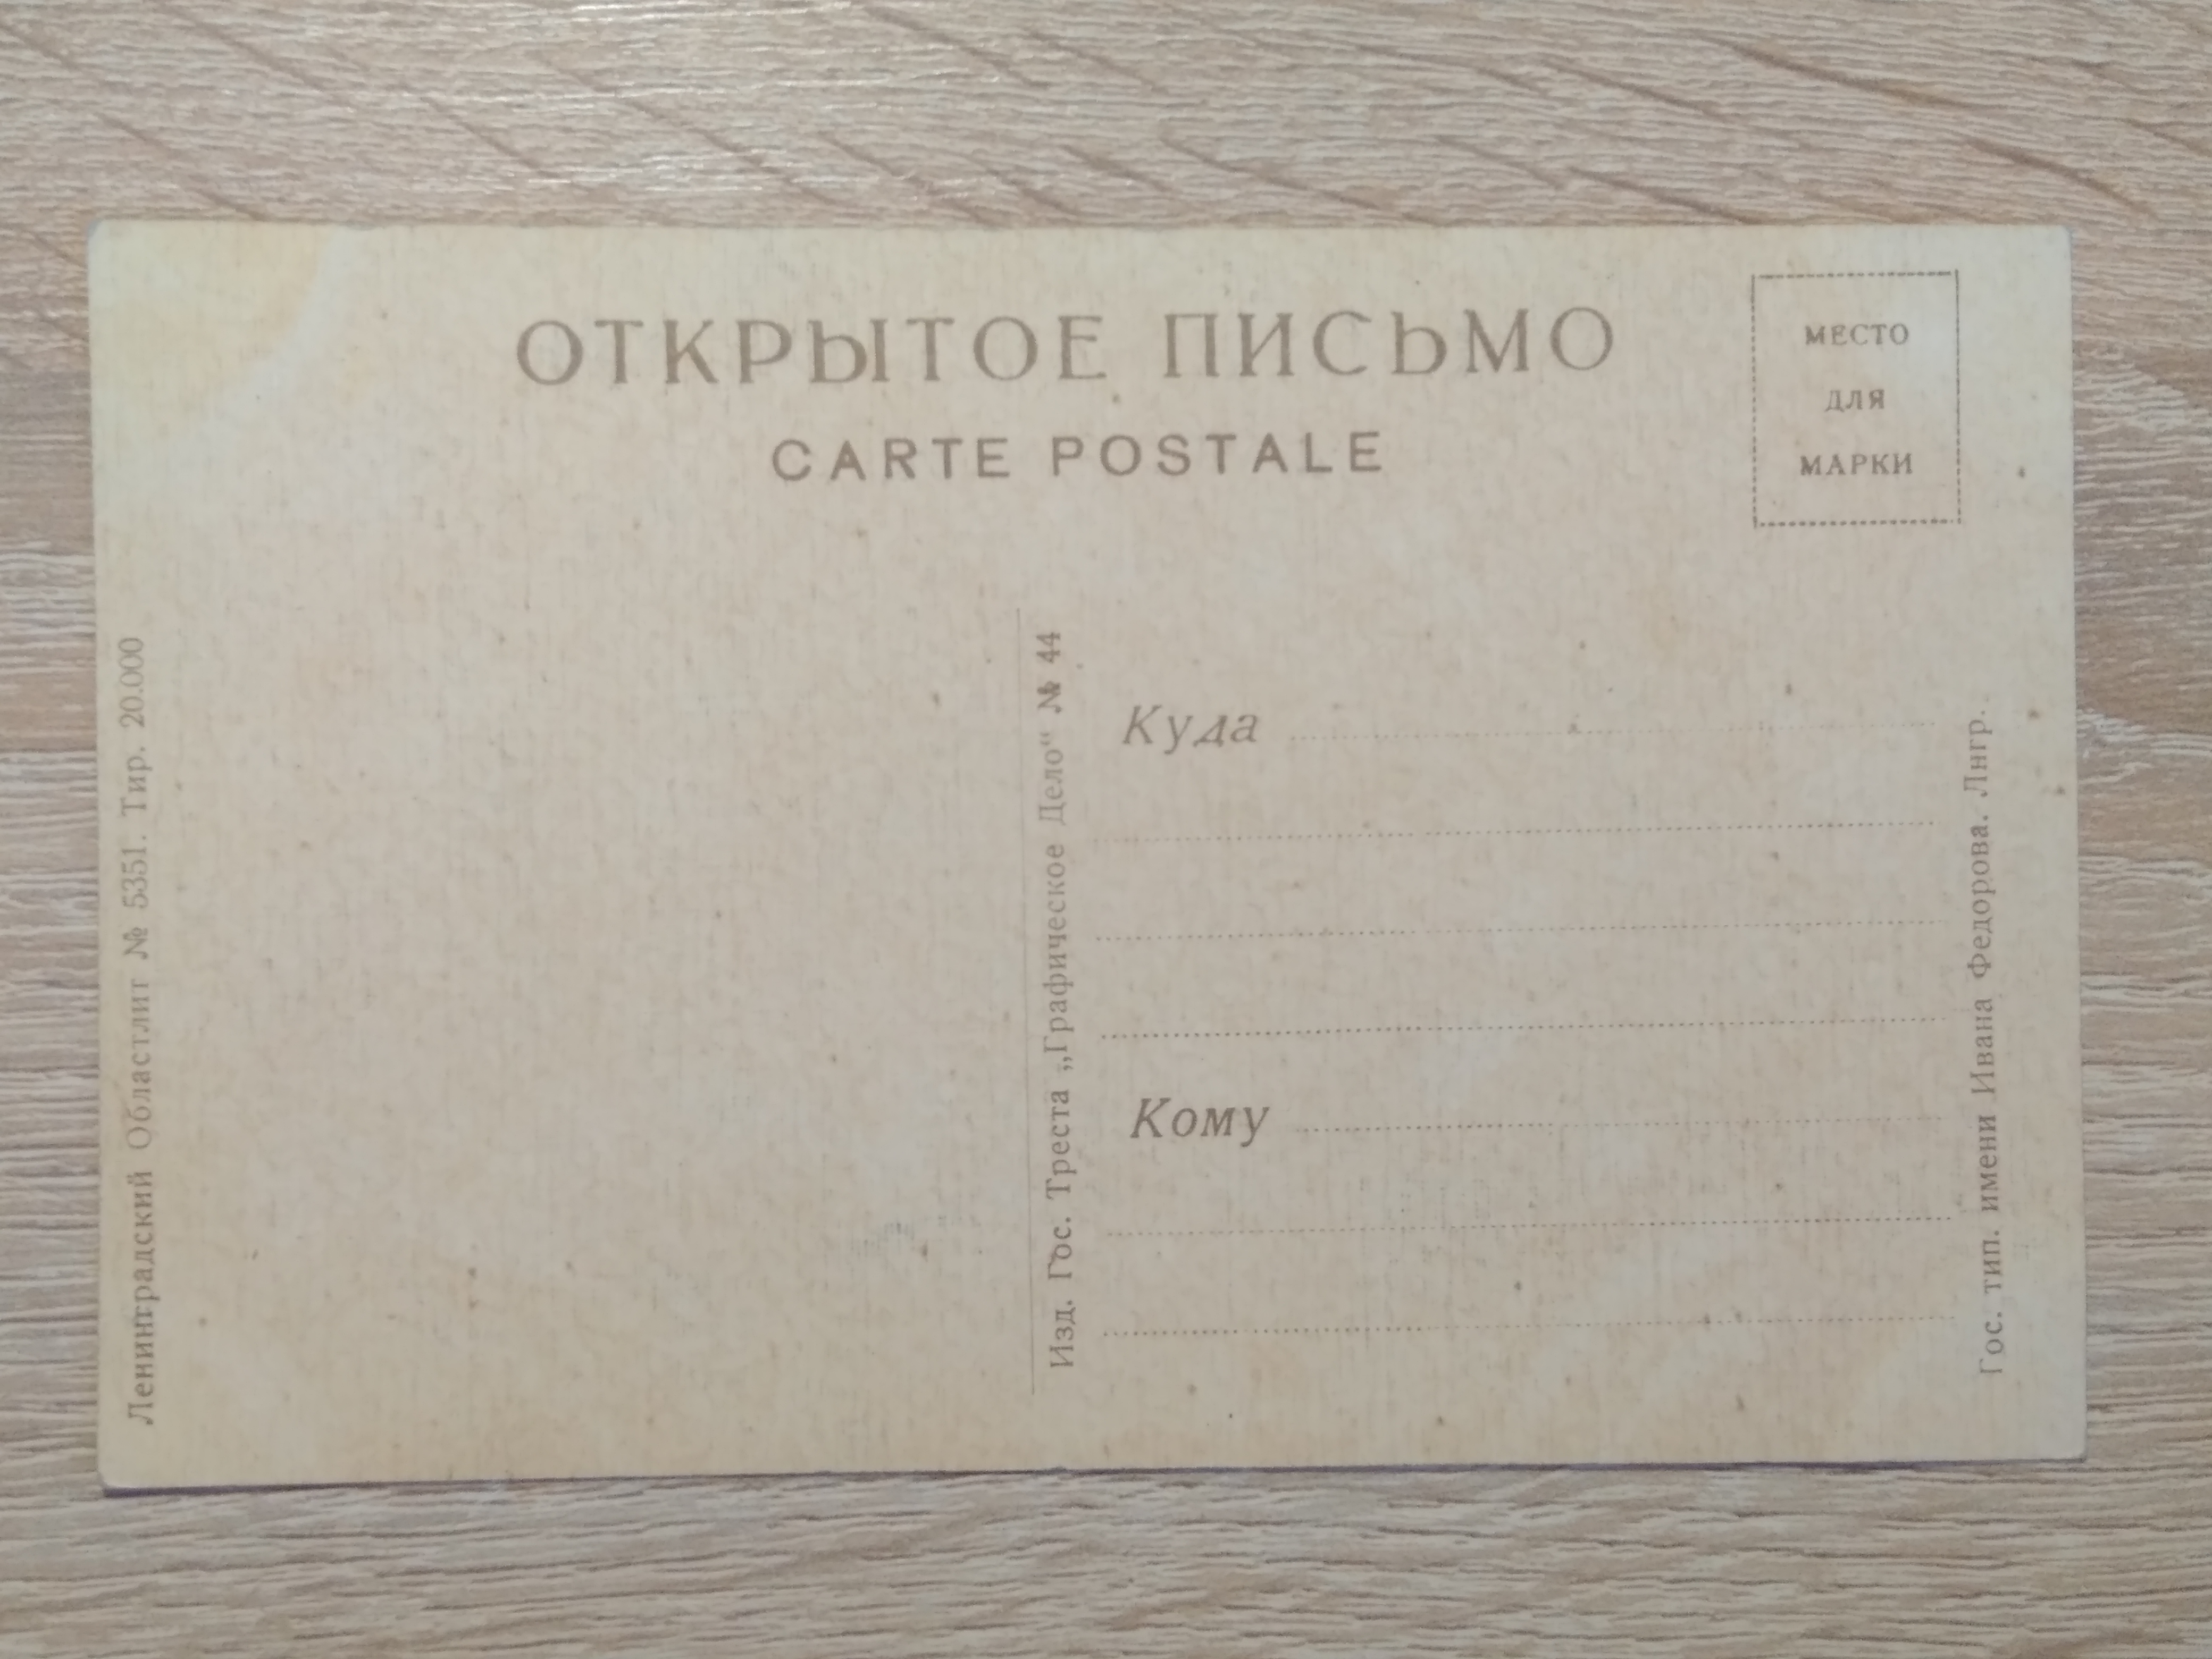 ОТКРЫТОЕ ПИСЬМО
CARTE POSTALE
МЕСТО
ДЛЯ
МАРКИ
Ленинградский Областлит № 5351. Тир. 20.000
Изд. Гос. Треста „Графическое Дело“ № 44
Куда
Кому
Гос. тип. имени Ивана Федорова. Лнгр.